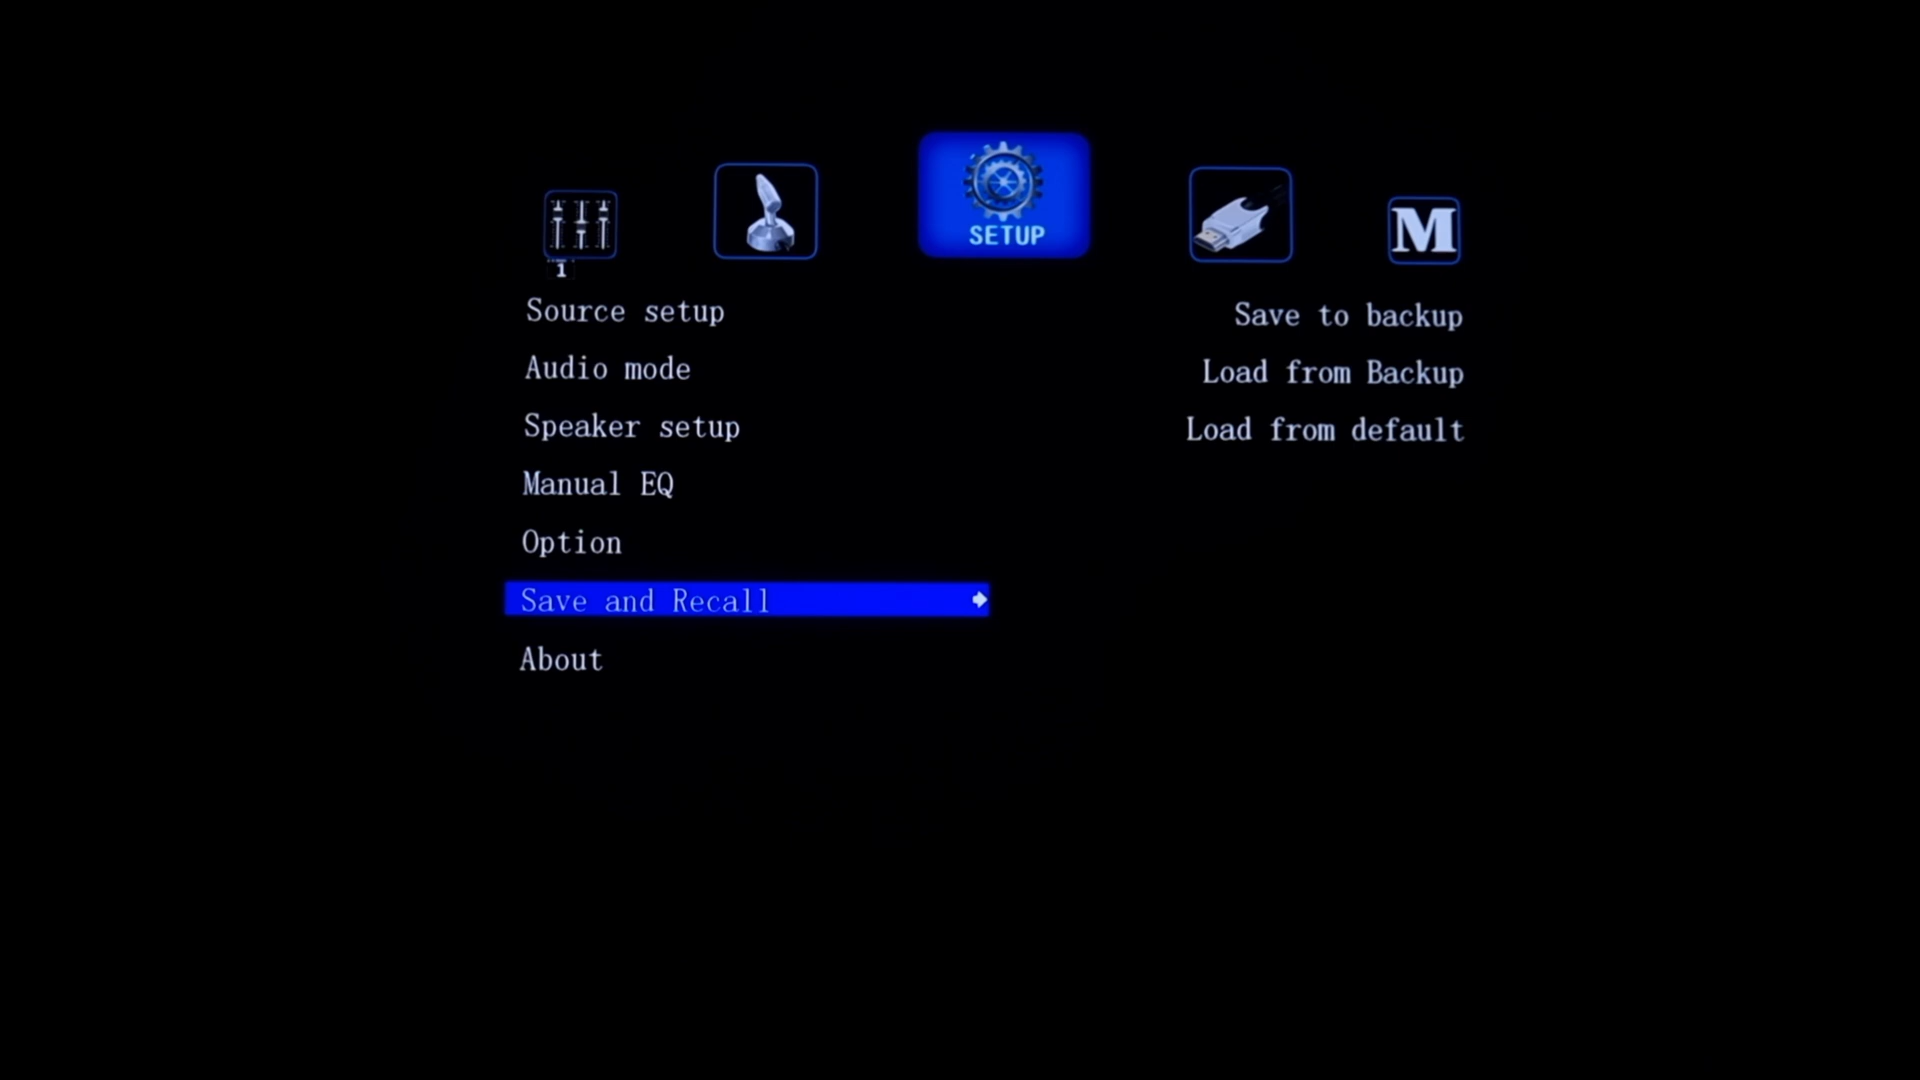 SETUP
M
1
Source setup
Audio mode
Speaker setup
Manual EQ
Option
Save and Recall
About
Save to backup
Load from Backup
Load from default